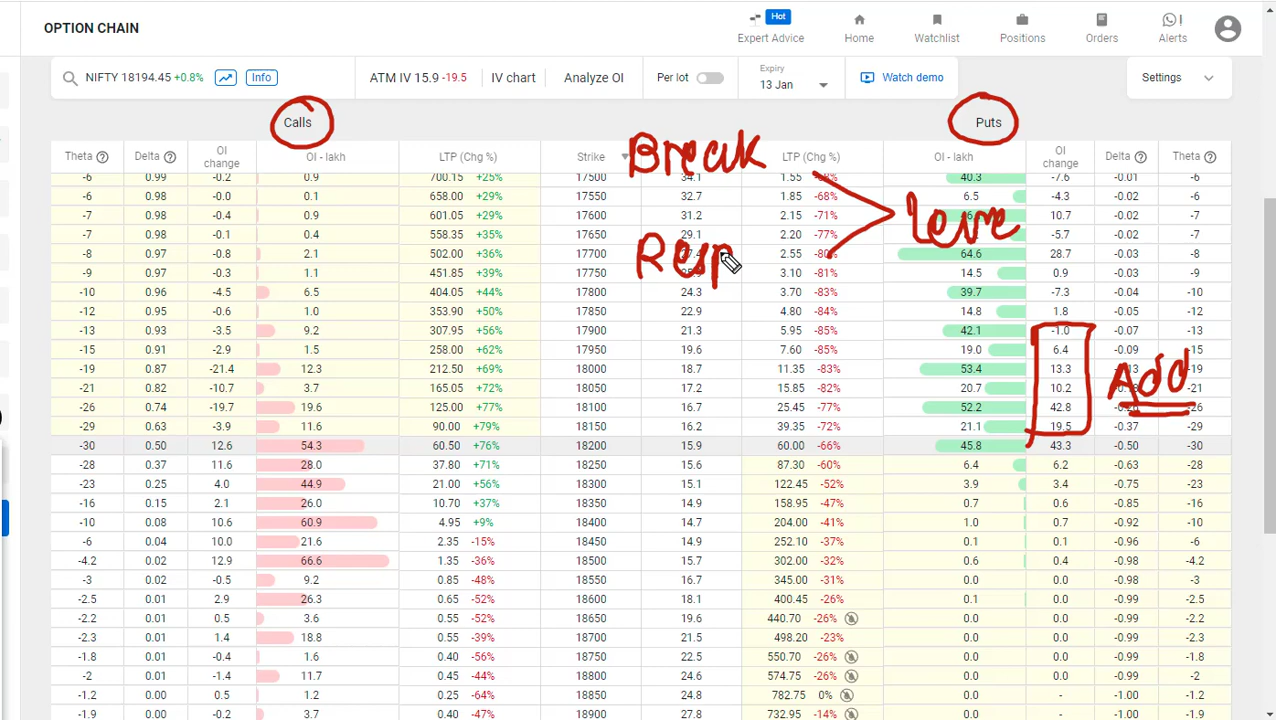 OPTION CHAIN
Hot
Expert Advice Home Watchlist Positions Orders Alerts
NIFTY 18194.45 +0.8% Info ATM IV 15.9 -19.5 IV chart Analyze OI Per lot Expiry 13 Jan Watch demo Settings
Calls Puts
Theta Delta OI change OI - lakh LTP (Chg %) Strike LTP (Chg %) OI - lakh OI change Delta Theta
Break
Resp
Leve
Add
-6 0.99 -0.2 0.9 700.15 +25% 17500 34.1 1.55 40.3 -7.6 -0.01 -6
-6 0.98 -0.0 0.1 658.00 +29% 17550 32.7 1.85 -68% 6.5 -4.3 -0.02 -6
-7 0.98 -0.4 0.9 601.05 +29% 17600 31.2 2.15 -71% 10.7 -0.02 -7
-7 0.98 -0.1 0.4 558.35 +35% 17650 29.1 2.20 -77% -5.7 -0.02 -7
-8 0.97 -0.8 2.1 502.00 +36% 17700 2.55 -80% 64.6 28.7 -0.03 -8
-9 0.97 -0.3 1.1 451.85 +39% 17750 3.10 -81% 14.5 0.9 -0.03 -9
-10 0.96 -4.5 6.5 404.05 +44% 17800 24.3 3.70 -83% 39.7 -7.3 -0.04 -10
-12 0.95 -0.6 1.0 353.90 +50% 17850 22.9 4.80 -84% 14.8 1.8 -0.05 -12
-13 0.93 -3.5 9.2 307.95 +56% 17900 21.3 5.95 -85% 42.1 -1.0 -0.07 -13
-15 0.91 -2.9 1.5 258.00 +62% 17950 19.6 7.60 -85% 19.0 6.4 -0.09 -15
-19 0.87 -21.4 12.3 212.50 +69% 18000 18.7 11.35 -83% 53.4 13.3 -19
-21 0.82 -10.7 3.7 165.05 +72% 18050 17.2 15.85 -82% 20.7 10.2 -21
-26 0.74 -19.7 19.6 125.00 +77% 18100 16.7 25.45 -77% 52.2 42.8 -26
-29 0.63 -3.9 11.6 90.00 +79% 18150 16.2 39.35 -72% 21.1 19.5 -0.37 -29
-30 0.50 12.6 54.3 60.50 +76% 18200 15.9 60.00 -66% 45.8 43.3 -0.50 -30
-28 0.37 11.6 28.0 37.80 +71% 18250 15.6 87.30 -60% 6.4 6.2 -0.63 -28
-23 0.25 4.0 44.9 21.00 +56% 18300 15.1 122.45 -52% 3.9 3.4 -0.75 -23
-16 0.15 2.1 26.0 10.70 +37% 18350 14.9 158.95 -47% 0.7 0.6 -0.85 -16
-10 0.08 10.6 60.9 4.95 +9% 18400 14.7 204.00 -41% 1.0 0.7 -0.92 -10
-6 0.04 10.0 21.6 2.35 -15% 18450 14.9 252.10 -37% 0.1 0.1 -0.96 -6
-4.2 0.02 12.9 66.6 1.35 -36% 18500 15.7 302.00 -32% 0.6 0.4 -0.98 -4.2
-3 0.02 -0.5 9.2 0.85 -48% 18550 16.7 345.00 -31% 0.0 0.0 -0.98 -3
-2.5 0.01 2.9 26.3 0.65 -52% 18600 18.1 400.45 -26% 0.1 0.0 -0.99 -2.5
-2.2 0.01 0.5 3.6 0.55 -52% 18650 19.6 440.70 -26% 0.0 0.0 -0.99 -2.2
-2.3 0.01 1.4 18.8 0.55 -39% 18700 21.5 498.20 -23% 0.0 0.0 -0.99 -2.3
-1.8 0.01 -0.4 1.6 0.40 -56% 18750 22.5 550.70 -26% 0.0 0.0 -0.99 -1.8
-2 0.01 -1.4 11.7 0.45 -44% 18800 24.6 574.75 -26% 0.0 0.0 -0.99 -2
-1.2 0.00 0.5 1.2 0.25 -64% 18850 24.8 782.75 0% 0.0 - -1.00 -1.2
-1.9 0.00 0.5 3.7 0.40 -47% 18900 27.8 732.95 -14% 0.0 - -1.00 -1.9